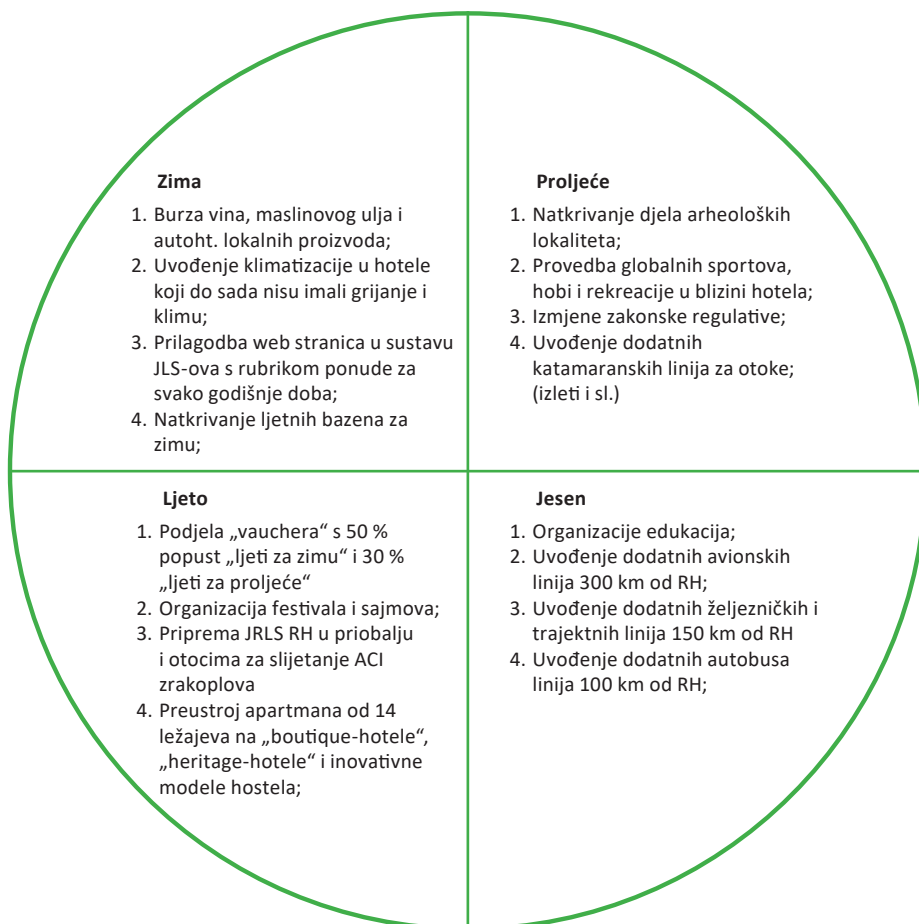 Zima
1. Burza vina, maslinovog ulja i
autoht. lokalnih proizvoda;
2. Uvođenje klimatizacije u hotele
koji do sada nisu imali grijanje i
klimu;
3. Prilagodba web stranica u sustavu
JLS-ova s rubrikom ponude za
svako godišnje doba;
4. Natkrivanje ljetnih bazena za
zimu;
Proljeće
1. Natkrivanje djela arheoloških
lokaliteta;
2. Provedba globalnih sportova,
hobi i rekreacije u blizini hotela;
3. Izmjene zakonske regulative;
4. Uvođenje dodatnih
katamaranskih linija za otoke;
(izleti i sl.)
Ljeto
1. Podjela „vauchera“ s 50 %
popust „ljeti za zimu“ i 30 %
„ljeti za proljeće“
2. Organizacija festivala i sajmova;
3. Priprema JRLS RH u priobalju
i otocima za slijetanje ACI
zrakoplova
4. Preustroj apartmana od 14
ležajeva na „boutique-hotele“,
„heritage-hotele“ i inovativne
modele hostela;
Jesen
1. Organizacije edukacija;
2. Uvođenje dodatnih avionskih
linija 300 km od RH;
3. Uvođenje dodatnih željezničkih i
trajektnih linija 150 km od RH
4. Uvođenje dodatnih autobusa
linija 100 km od RH;